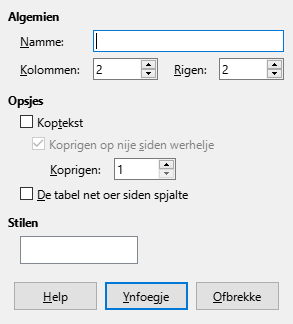 Algemien
Namme:
Kolommen: 2 Rigen: 2
Opsjes
Koptekst
Koprigen op nije siden werhelje
Koprigen: 1
De tabel net oer siden spjalte
Stilen
Help Ynfoegje Ofbrekke